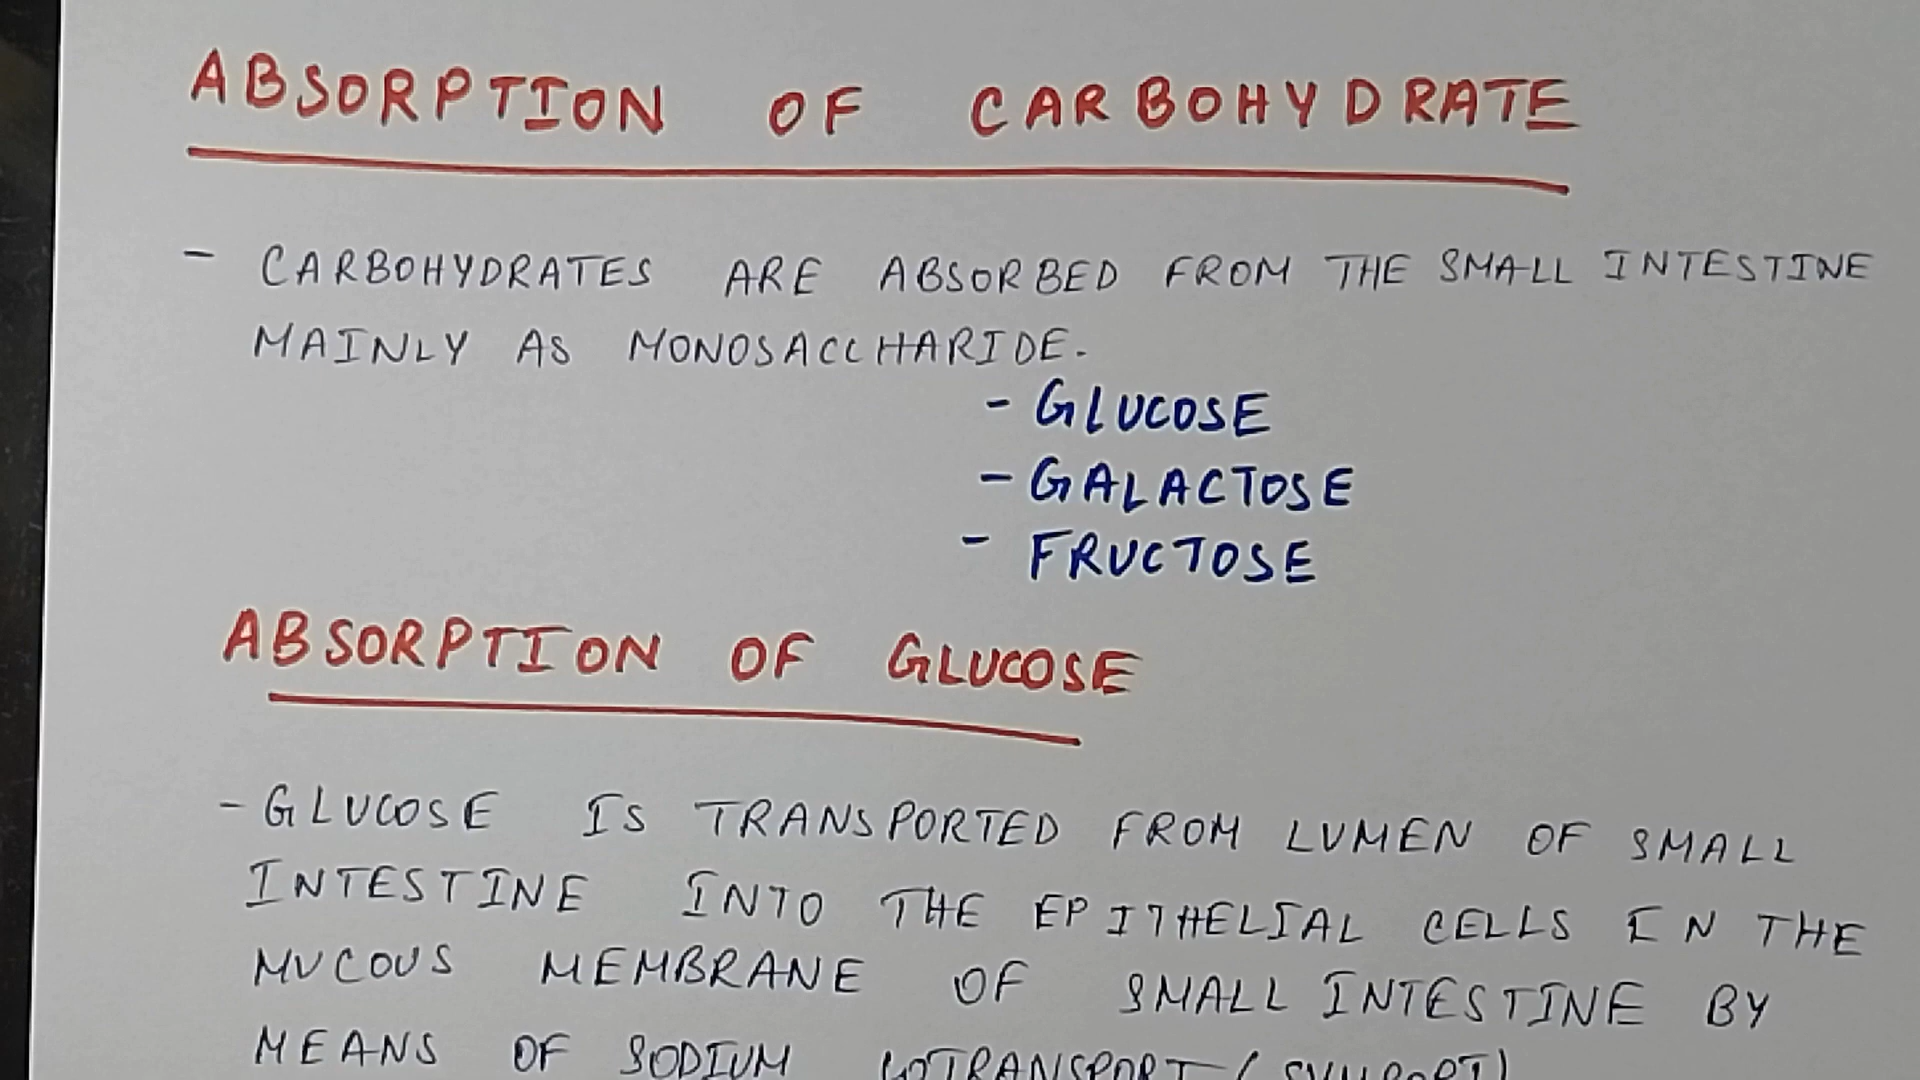 ABSORPTION OF CARBOHYDRATE
- CARBOHYDRATES ARE ABSORBED FROM THE SMALL INTESTINE
MAINLY AS MONOSACCHARIDE.
- GLUCOSE
- GALACTOSE
- FRUCTOSE
ABSORPTION OF GLUCOSE
- GLUCOSE IS TRANSPORTED FROM LUMEN OF SMALL
INTESTINE INTO THE EPITHELIAL CELLS IN THE
MUCOUS MEMBRANE OF SMALL INTESTINE BY
MEANS OF SODIUM COTRANSPORT (SYMPORT)